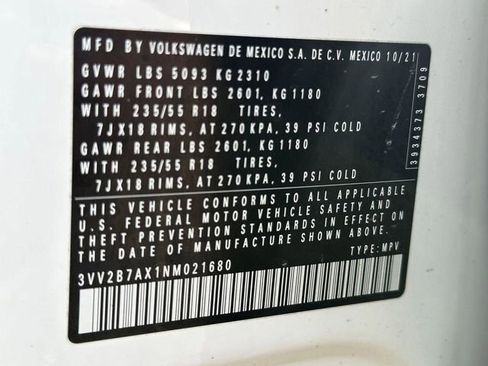 MFD BY VOLKSWAGEN DE MEXICO S.A. DE C.V. MEXICO 10/21
GVWR LBS 5093 KG 2310
GAWR FRONT LBS 2601, KG 1180
WITH 235/55 R18 TIRES,
7JX18 RIMS, AT 270 KPA, 39 PSI COLD
GAWR REAR LBS 2601, KG 1180
WITH 235/55 R18 TIRES,
7JX18 RIMS, AT 270 KPA, 39 PSI COLD
THIS VEHICLE CONFORMS TO ALL APPLICABLE
U.S. FEDERAL MOTOR VEHICLE SAFETY AND
THEFT PREVENTION STANDARDS IN EFFECT ON
THE DATE OF MANUFACTURE SHOWN ABOVE.
3VV2B7AX1NM021680 TYPE: MPV
3934373 3709